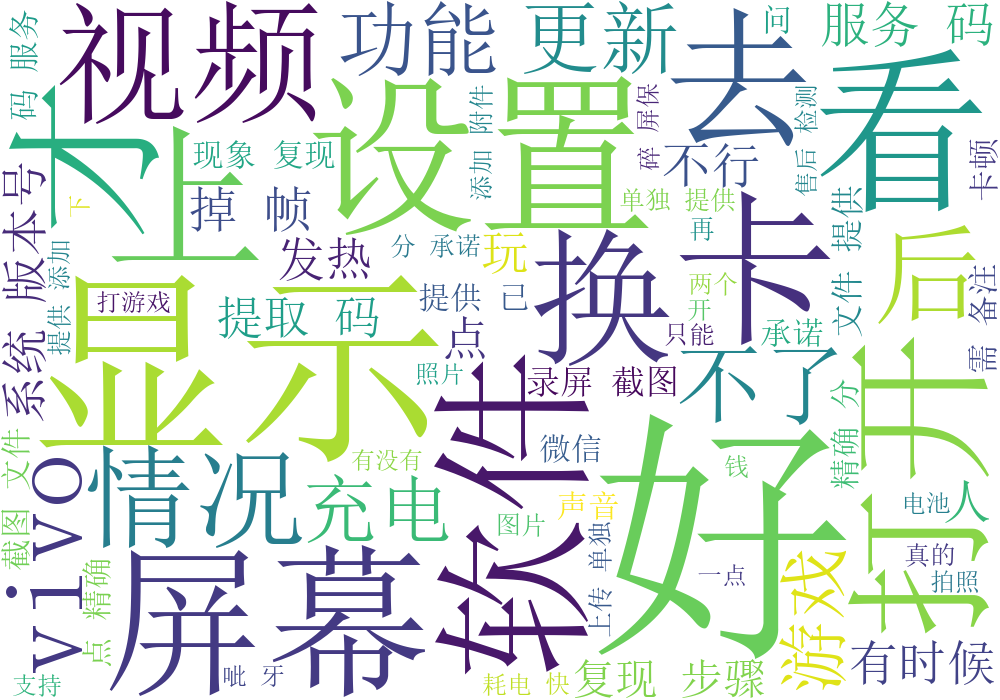 服务 码
视频
功能
更新
去
问
服务 码
才
上
设置
附件
屏保
检测
看
现象 复现
添加
碎
不行
售后
卡顿
系统 版本号
下
掉 帧
单独 提供
提供 添加
打游戏
发热
分 承诺
玩
换
卡
再
提供
后
备注
显示
提取 码
提供 已
两个
开
文件
点
只能
承诺
需
照片
软件
录屏 截图
不了
打开
截图 文件
vivo
情况
有没有
微信
好
精确 分
充电
钱
声音
图片
电池
人
点 精确
屏幕
上传 单独
一点
游戏
真的
拍照
有时候
支持
呲 牙
耗电 快
复现 步骤